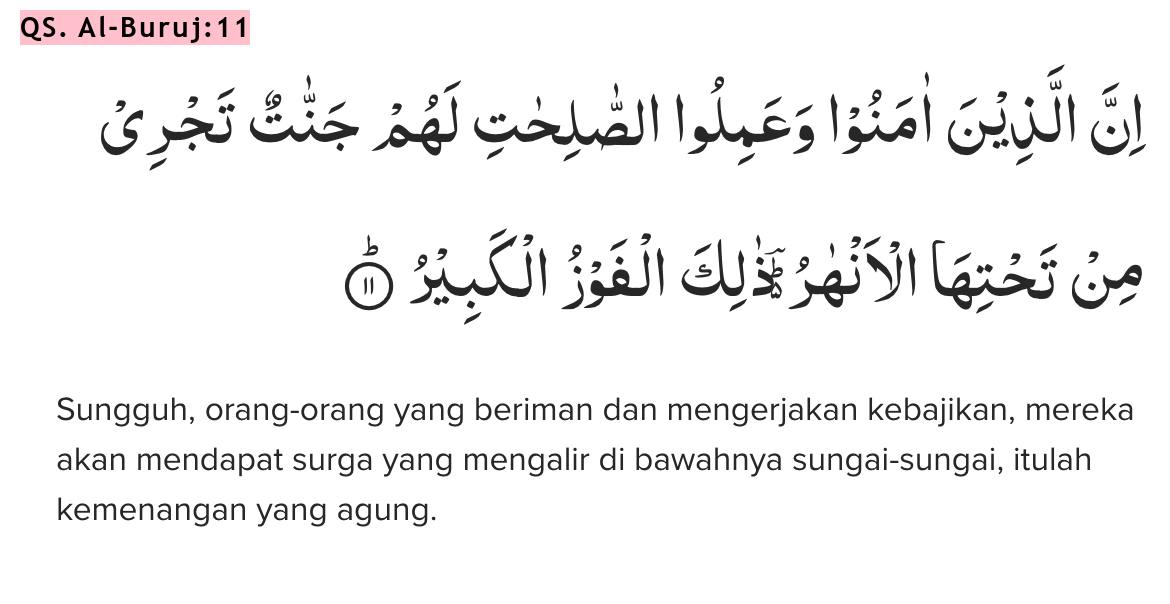 QS. Al-Buruj:11
اِنَّ الَّذِيْنَ اٰمَنُوْا وَعَمِلُوا الصّٰلِحٰتِ لَهُمْ جَنّٰتٌ تَجْرِيْ
مِنْ تَحْتِهَا الْاَنْهٰرُ ەۗ ذٰلِكَ الْفَوْزُ الْكَبِيْرُۗ ۝١١
Sungguh, orang-orang yang beriman dan mengerjakan kebajikan, mereka
akan mendapat surga yang mengalir di bawahnya sungai-sungai, itulah
kemenangan yang agung.